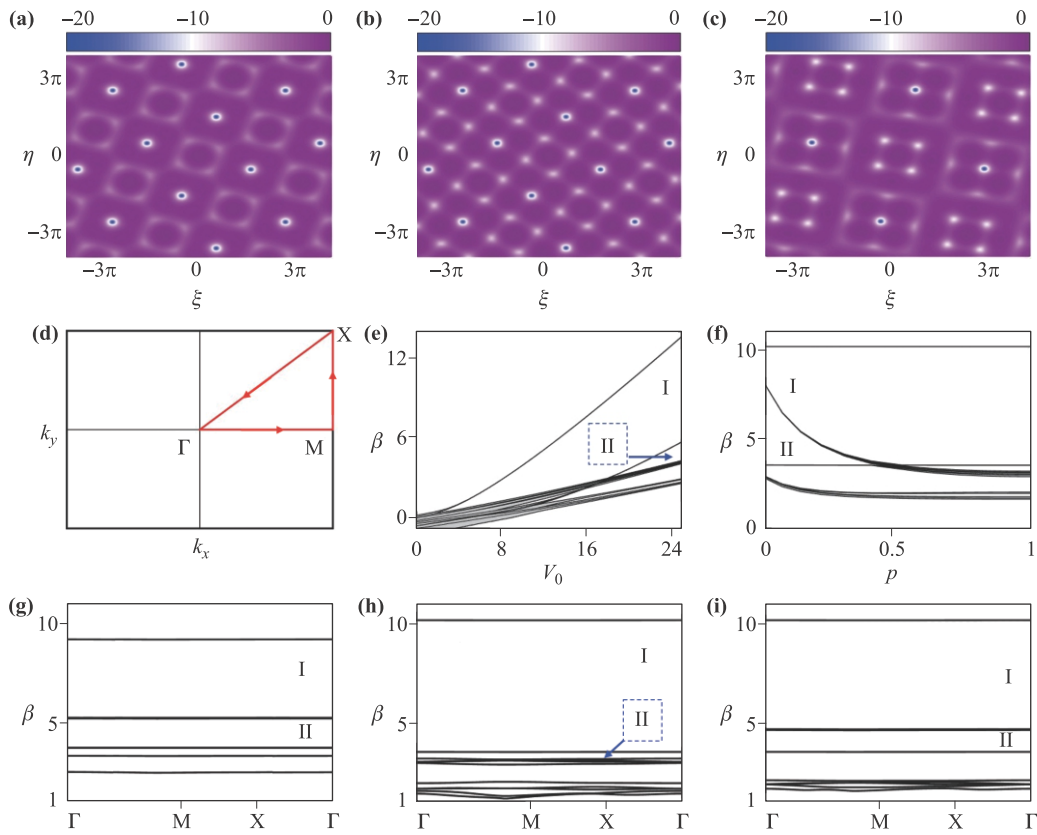 (a) −20 −10 0
(b) −20 −10 0
(c) −20 −10 0
3π
η 0
−3π
−3π 0 3π
ξ
3π
η 0
−3π
−3π 0 3π
ξ
3π
η 0
−3π
−3π 0 3π
ξ
(d)
X
k_y Γ M
k_x
(e)
12
I
β 6 II
0
0 8 16 24
V_0
(f)
10
I
β 5 II
0
0 0.5 1
p
(g)
10
I
β 5 II
1
Γ M X Γ
(h)
10
I
β 5 II
1
Γ M X Γ
(i)
10
I
β 5 II
1
Γ M X Γ